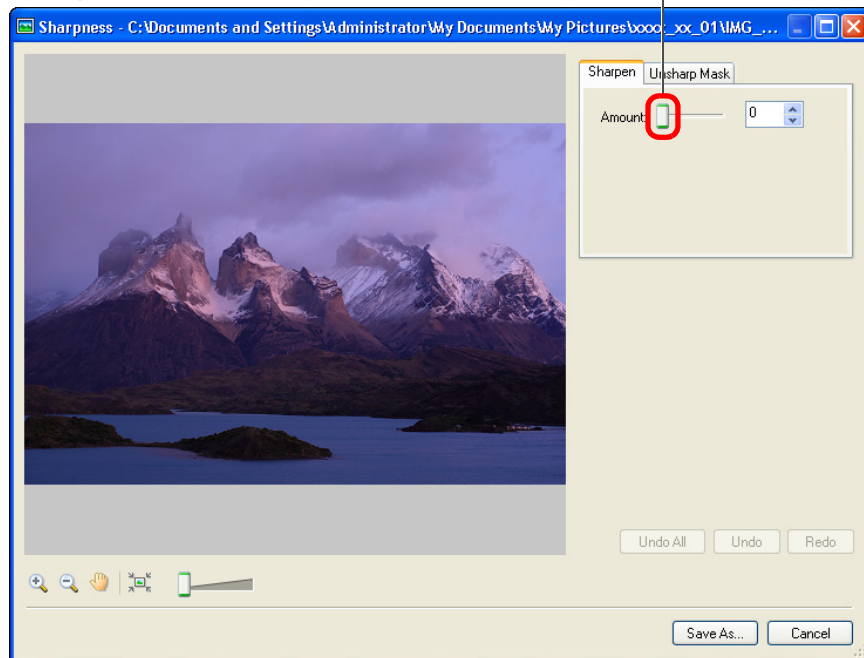 Sharpness - C:\Documents and Settings\Administrator\My Documents\My Pictures\xxxx_xx_01\IMG_...
Sharpen
Unsharp Mask
Amount:
0
Undo All
Undo
Redo
Save As...
Cancel